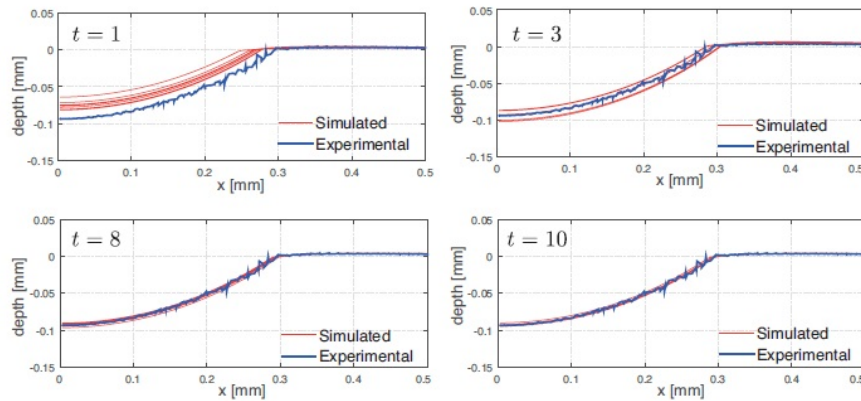 t = 1
0.05
0
-0.05
-0.1
-0.15
depth [mm]
Simulated
Experimental
0 0.1 0.2 0.3 0.4 0.5
x [mm]
t = 3
0.05
0
-0.05
-0.1
-0.15
depth [mm]
Simulated
Experimental
0 0.1 0.2 0.3 0.4 0.5
x [mm]
t = 8
0.05
0
-0.05
-0.1
-0.15
depth [mm]
Simulated
Experimental
0 0.1 0.2 0.3 0.4 0.5
x [mm]
t = 10
0.05
0
-0.05
-0.1
-0.15
depth [mm]
Simulated
Experimental
0 0.1 0.2 0.3 0.4 0.5
x [mm]